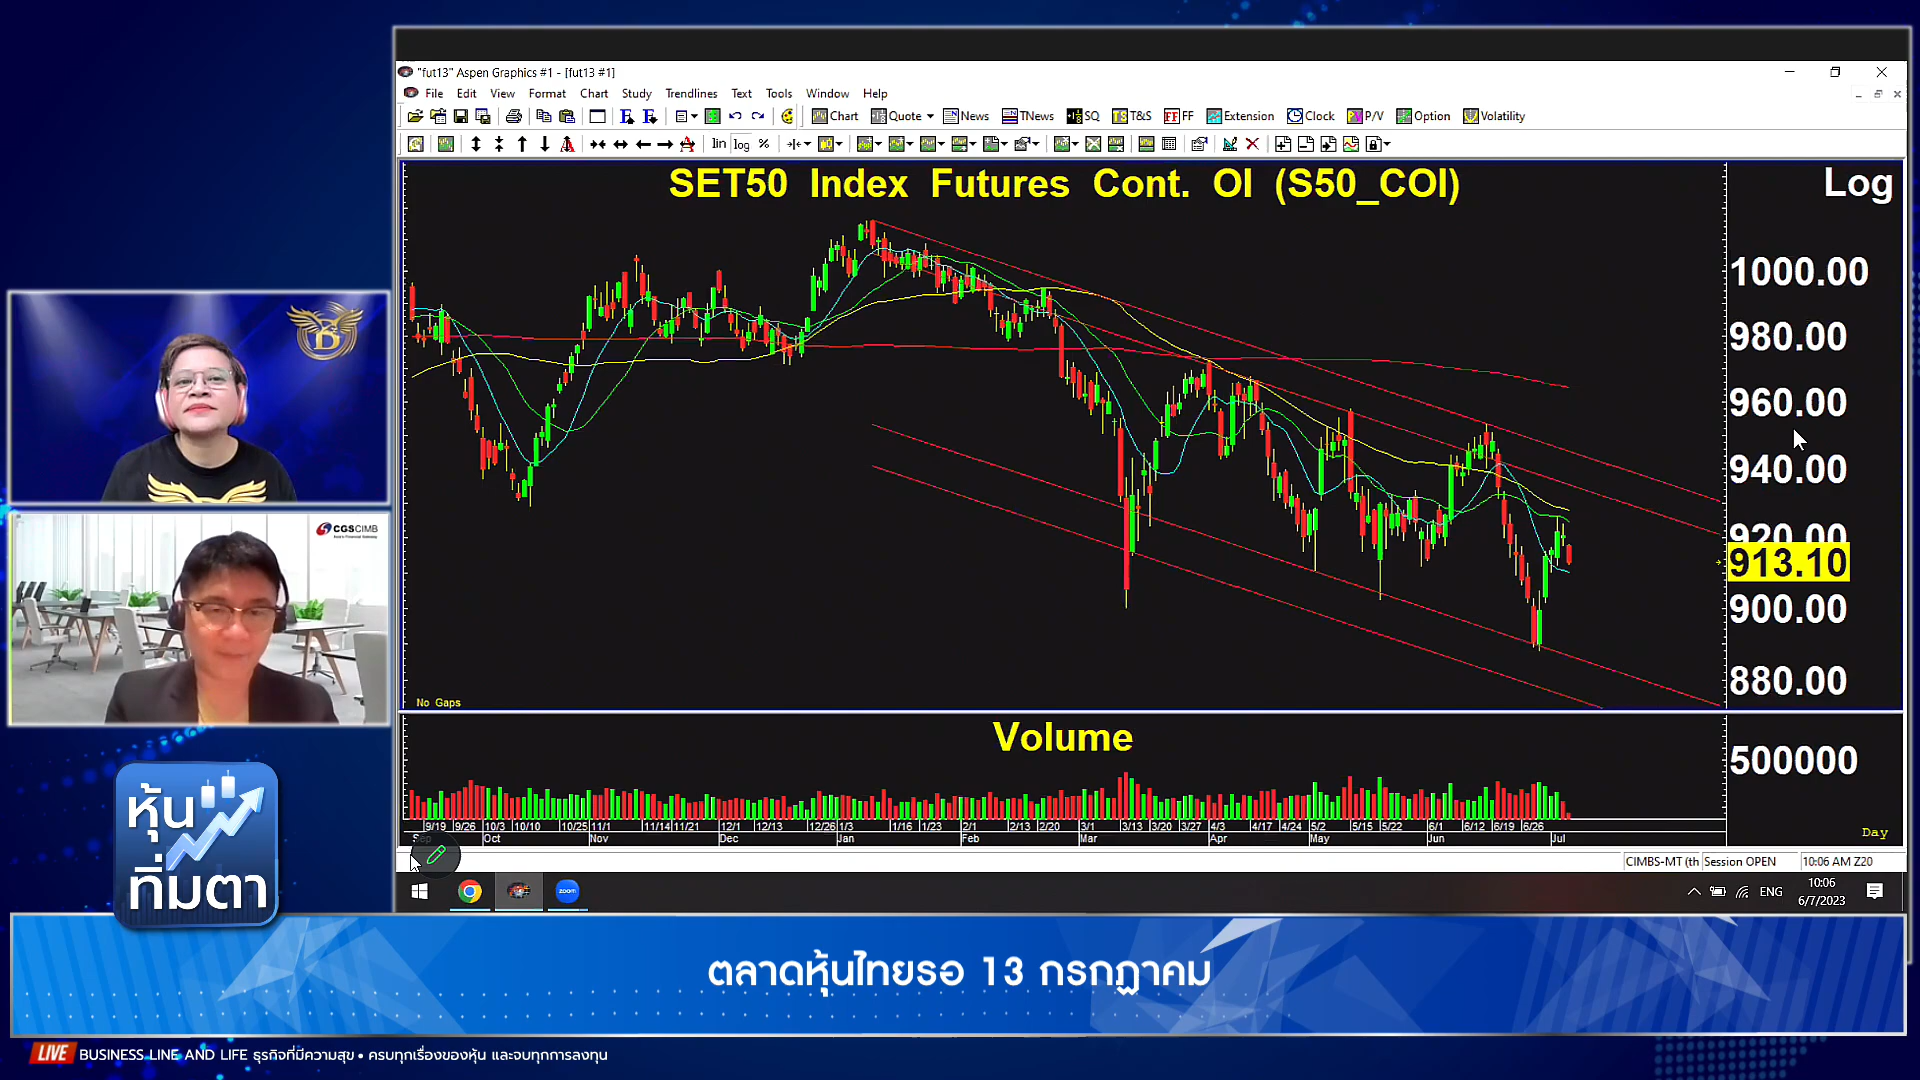 "fut13" Aspen Graphics #1 - [fut13 #1]
File Edit View Format Chart Study Trendlines Text Tools Window Help
Chart Quote News TNews SQ T&S FF Extension Clock P/V Option Volatility
lin log %
SET50 Index Futures Cont. OI (S50_COI)
Log
1000.00
980.00
960.00
940.00
920.00
913.10
900.00
880.00
No Gaps
Volume
500000
9/19 9/26 10/3 10/10 10/25 11/1 11/14 11/21 12/1 12/13 12/26 1/3 1/16 1/23 2/1 2/13 2/20 3/1 3/13 3/20 3/27 4/3 4/17 4/24 5/2 5/15 5/22 6/1 6/12 6/19 6/26
Sep Oct Nov Dec Jan Feb Mar Apr May Jun Jul
Day
CIMBS-MT (th Session OPEN 10:06 AM Z20
zoom
ENG
10:06
6/7/2023
B
CGS CIMB
หุ้น
ทิ่มตา
ตลาดหุ้นไทยรอ 13 กรกฏาคม
LIVE BUSINESS LINE AND LIFE ธุรกิจที่มีความสุข • ครบทุกเรื่องของหุ้น และจบทุกการลงทุน